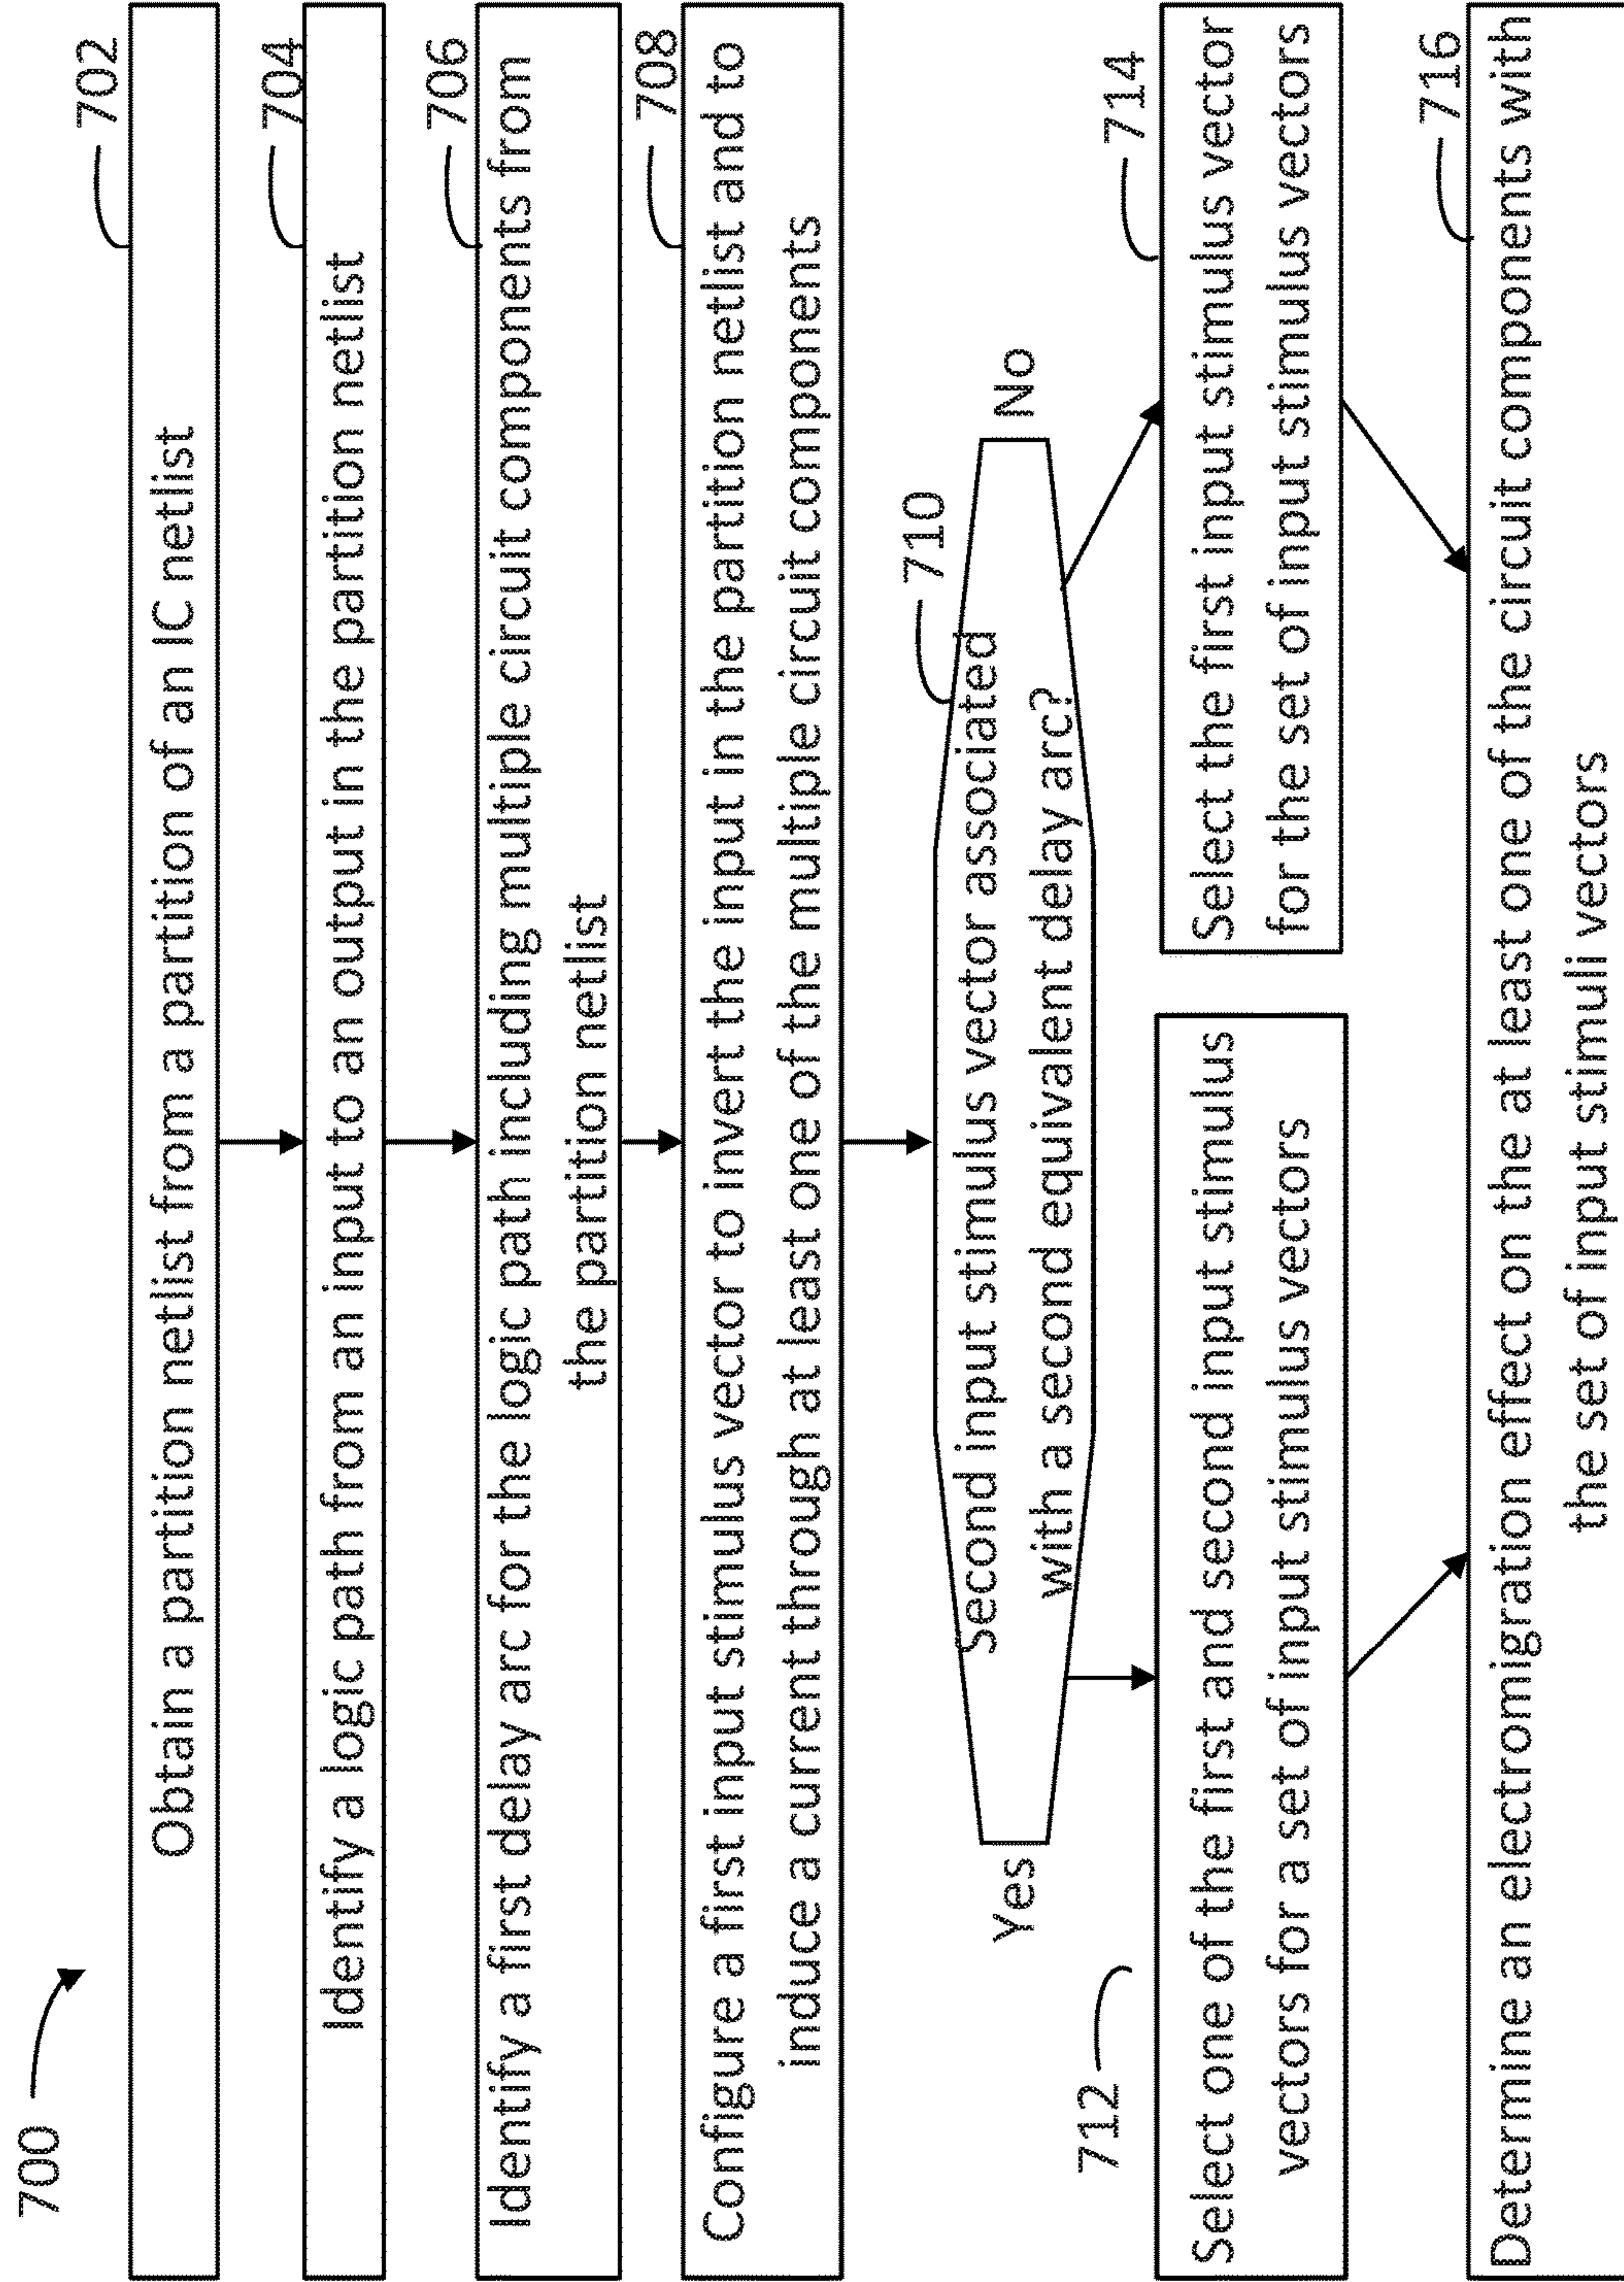 700
702
Obtain a partition netlist from a partition of an IC netlist
704
Identify a logic path from an input to an output in the partition netlist
706
Identify a first delay arc for the logic path including multiple circuit components from
the partition netlist
708
Configure a first input stimulus vector to invert the input in the partition netlist and to
induce a current through at least one of the multiple circuit components
710
Second input stimulus vector associated
with a second equivalent delay arc?
Yes
No
712
Select one of the first and second input stimulus
vectors for a set of input stimulus vectors
714
Select the first input stimulus vector
for the set of input stimulus vectors
716
Determine an electromigration effect on the at least one of the circuit components with
the set of input stimuli vectors